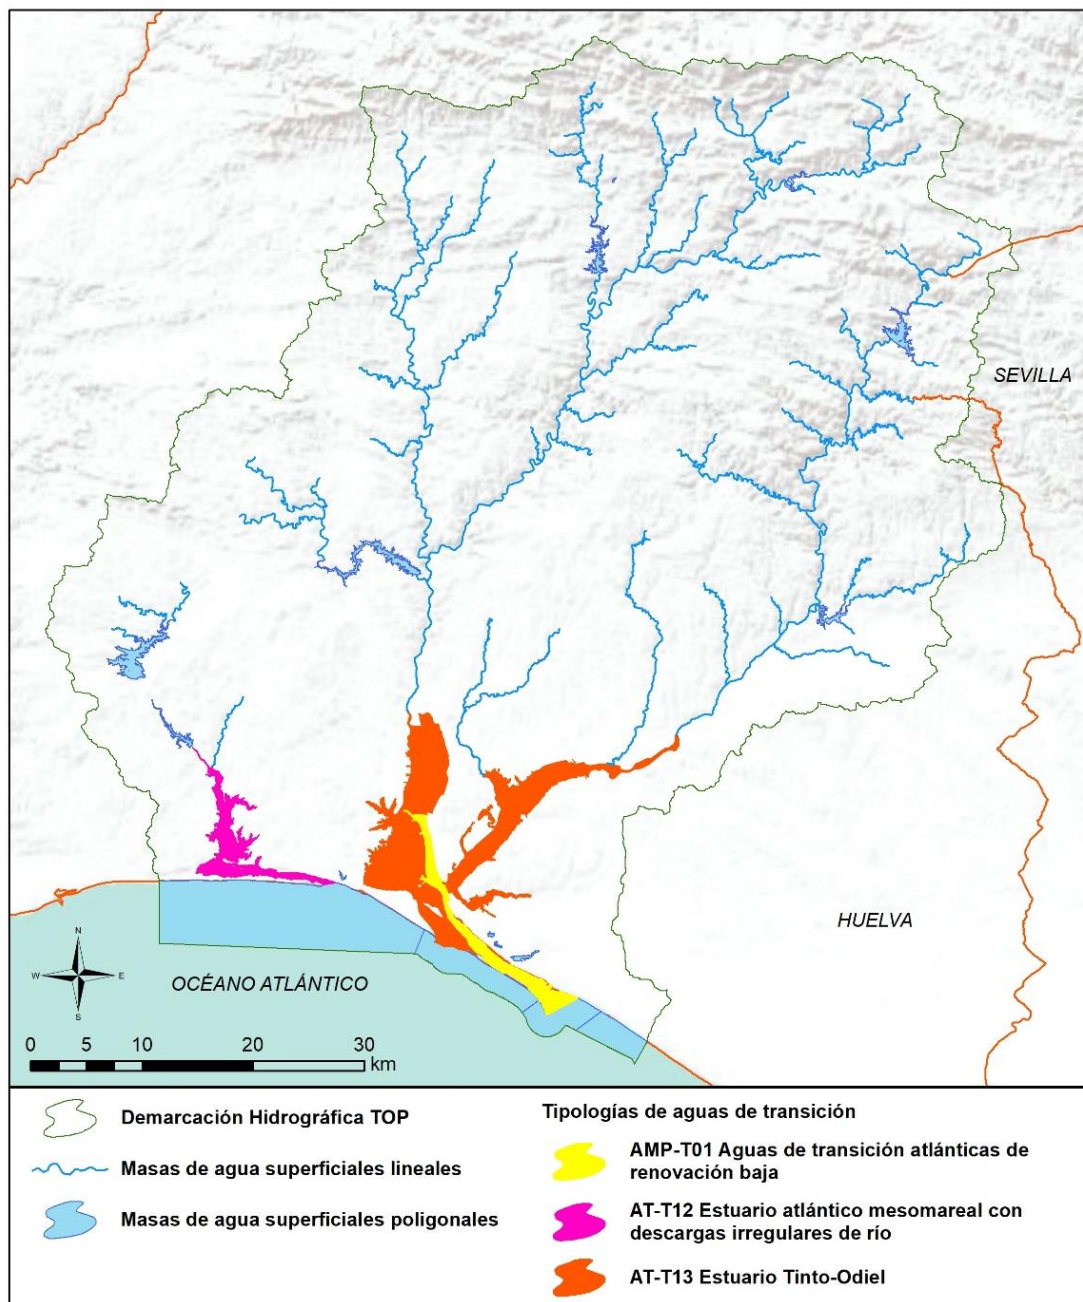 SEVILLA
HUELVA
N
W
E
S
OCÉANO ATLÁNTICO
0 5 10 20 30
km
Demarcación Hidrográfica TOP
Masas de agua superficiales lineales
Masas de agua superficiales poligonales
Tipologías de aguas de transición
AMP-T01 Aguas de transición atlánticas de
renovación baja
AT-T12 Estuario atlántico mesomareal con
descargas irregulares de río
AT-T13 Estuario Tinto-Odiel